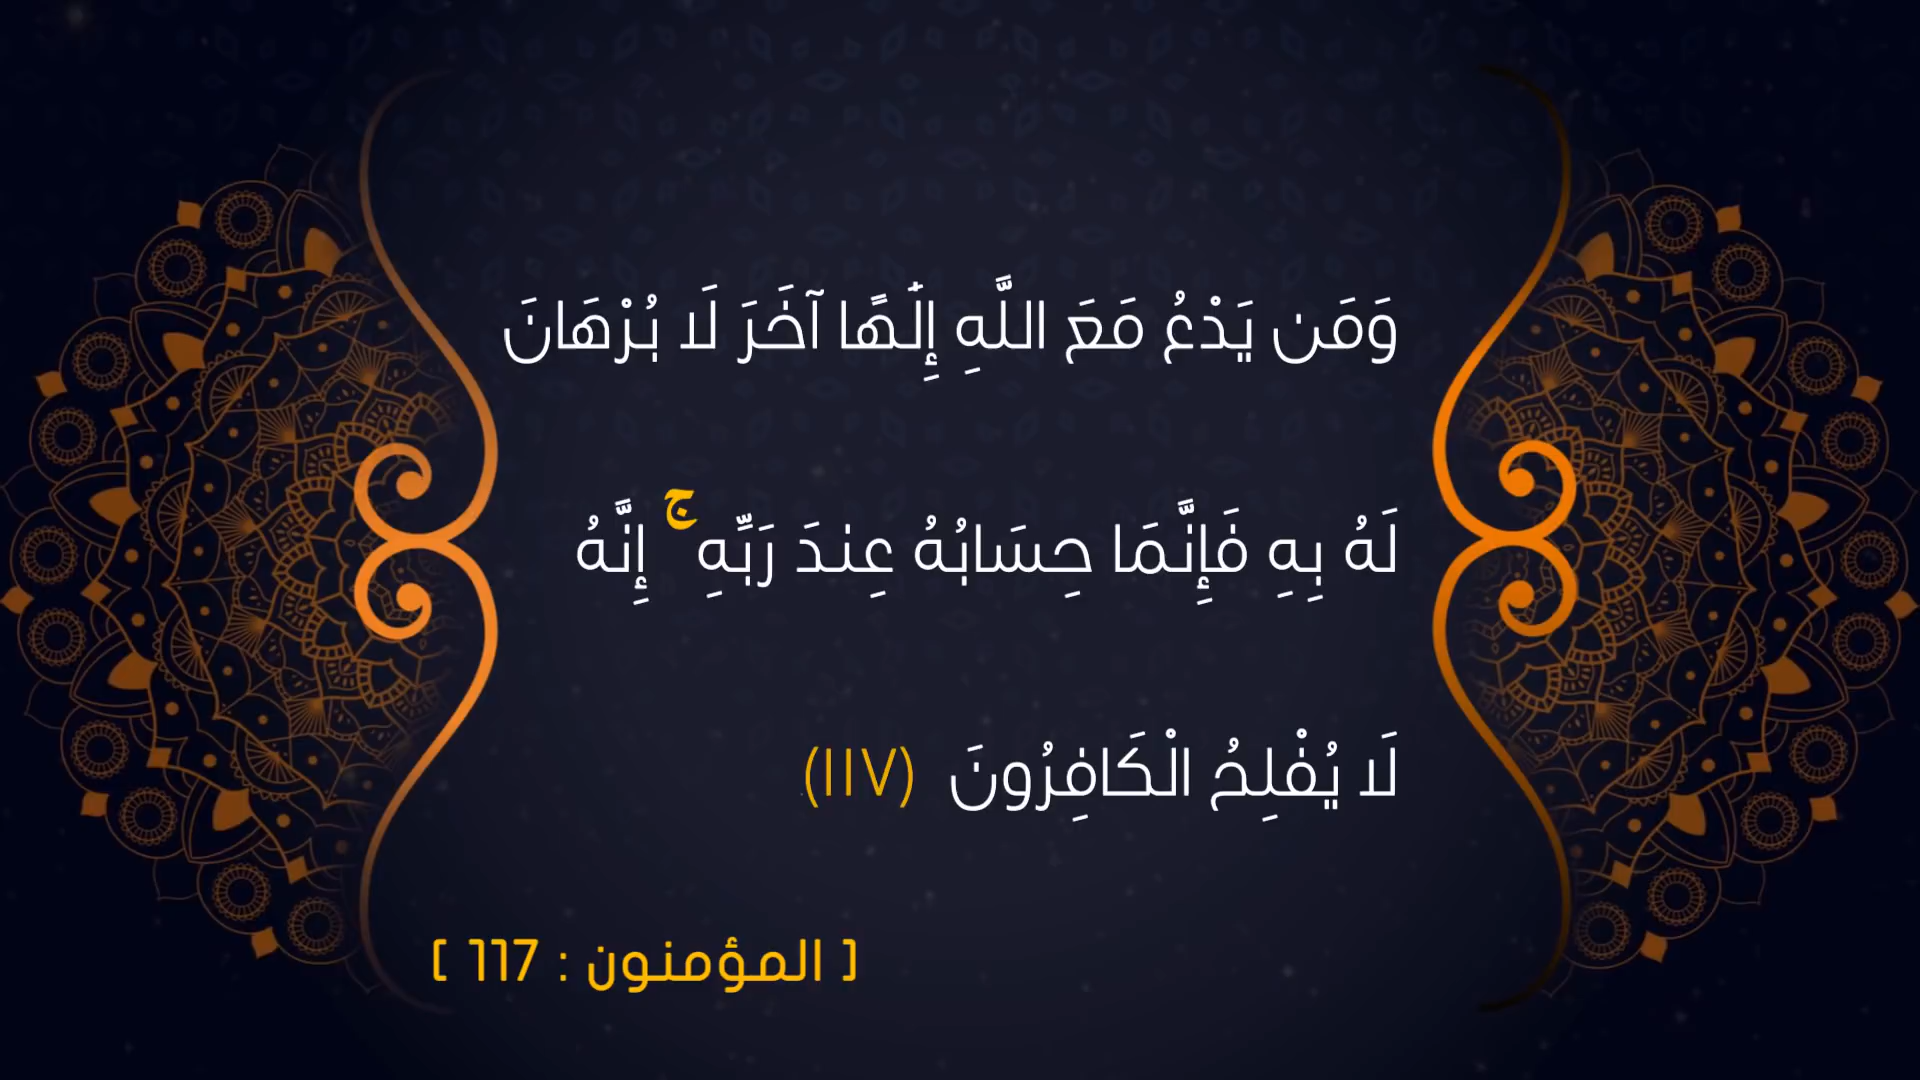 وَمَن يَدْعُ مَعَ اللَّهِ إِلَٰهًا آخَرَ لَا بُرْهَانَ
لَهُ بِهِ فَإِنَّمَا حِسَابُهُ عِندَ رَبِّهِ ۚ إِنَّهُ
لَا يُفْلِحُ الْكَافِرُونَ (١١٧)
[ المؤمنون : 117 ]